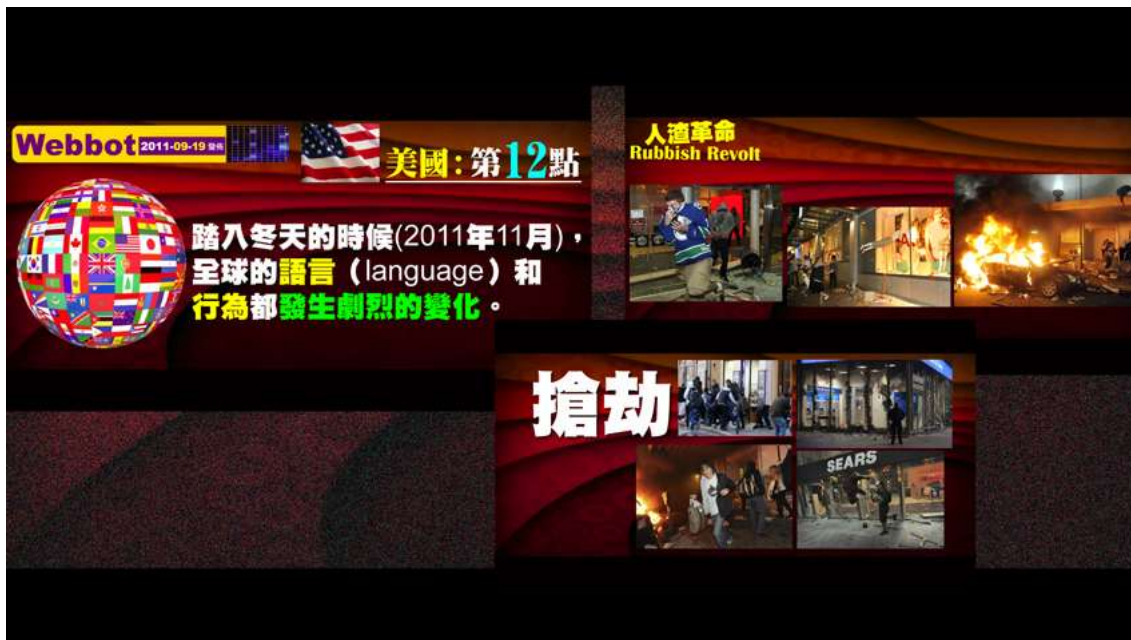 Webbot 2011-09-19 發佈
美國：第12點
踏入冬天的時候(2011年11月)，
全球的語言（language）和
行為都發生劇烈的變化。
人渣革命
Rubbish Revolt
搶劫
SEARS